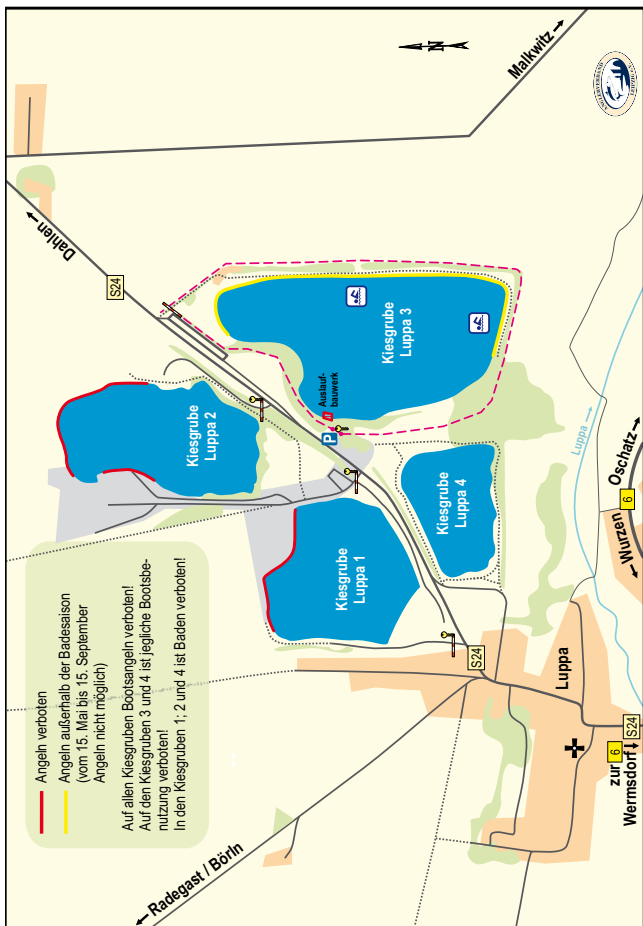 Angeln verboten
Angeln außerhalb der Badesaison
(vom 15. Mai bis 15. September
Angeln nicht möglich)
Auf allen Kiesgruben Bootsangeln verboten!
Auf den Kiesgruben 3 und 4 ist jegliche Bootsbe-
nutzung verboten!
In den Kiesgruben 1; 2 und 4 ist Baden verboten!
Radegast / Börln
Dahlen
S24
Malkwitz
N
ANGLERVERBAND
LEIPZIG e.V.
Kiesgrube
Luppa 2
Kiesgrube
Luppa 1
Kiesgrube
Luppa 3
Kiesgrube
Luppa 4
P
Auslauf-
bauwerk
S24
Luppa
Luppa
zur 6
Wermsdorf
S24
Wurzen
6
Oschatz